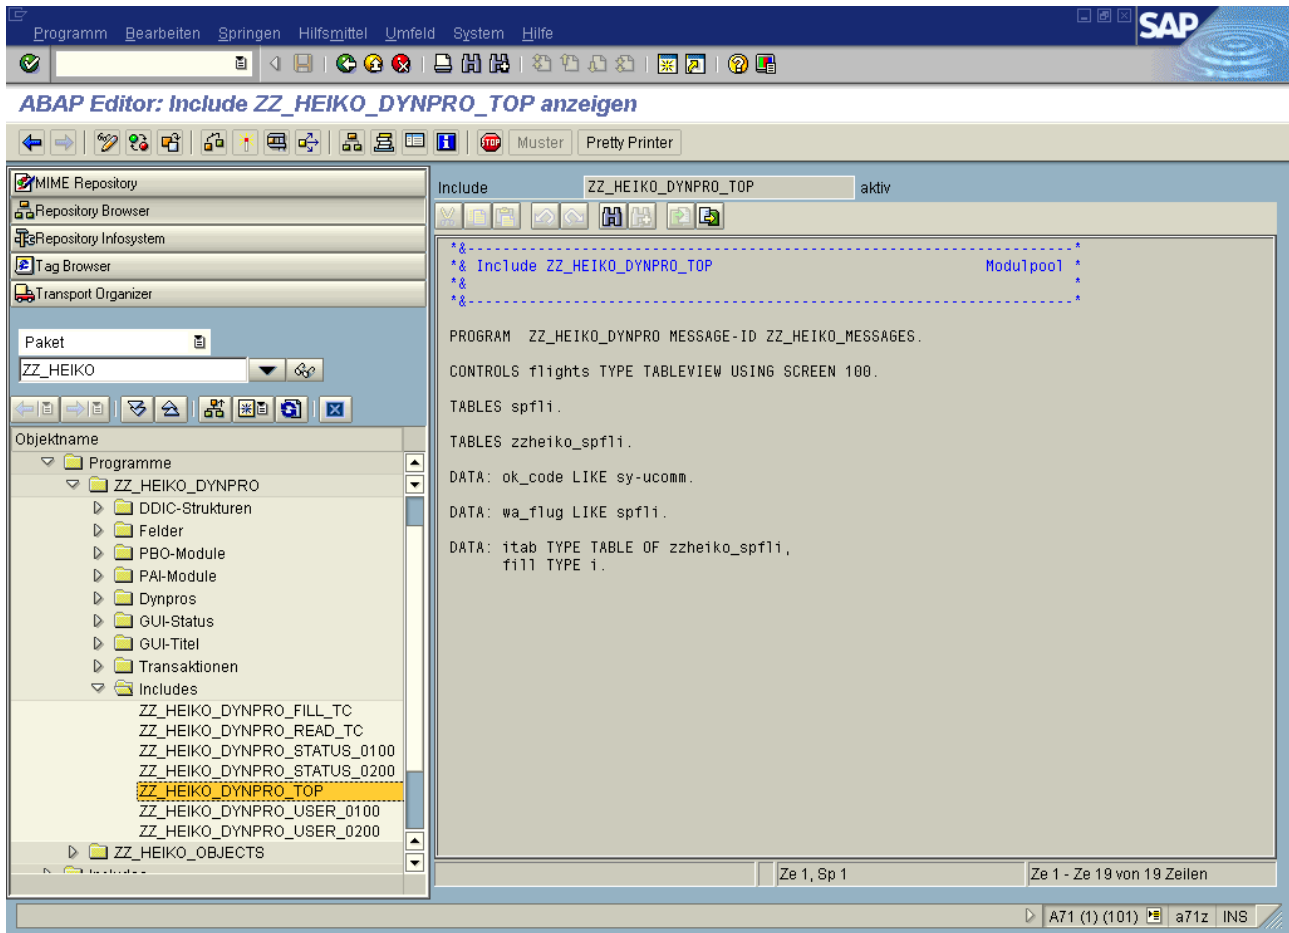 Programm Bearbeiten Springen Hilfsmittel Umfeld System Hilfe
SAP
ABAP Editor: Include ZZ_HEIKO_DYNPRO_TOP anzeigen
STOP Muster Pretty Printer
MIME Repository
Repository Browser
Repository Infosystem
Tag Browser
Transport Organizer
Paket
ZZ_HEIKO
Objektname
Programme
ZZ_HEIKO_DYNPRO
DDIC-Strukturen
Felder
PBO-Module
PAI-Module
Dynpros
GUI-Status
GUI-Titel
Transaktionen
Includes
ZZ_HEIKO_DYNPRO_FILL_TC
ZZ_HEIKO_DYNPRO_READ_TC
ZZ_HEIKO_DYNPRO_STATUS_0100
ZZ_HEIKO_DYNPRO_STATUS_0200
ZZ_HEIKO_DYNPRO_TOP
ZZ_HEIKO_DYNPRO_USER_0100
ZZ_HEIKO_DYNPRO_USER_0200
ZZ_HEIKO_OBJECTS
Include ZZ_HEIKO_DYNPRO_TOP aktiv
*&---------------------------------------------------------------------*
*& Include ZZ_HEIKO_DYNPRO_TOP Modulpool *
*& *
*&---------------------------------------------------------------------*
PROGRAM ZZ_HEIKO_DYNPRO MESSAGE-ID ZZ_HEIKO_MESSAGES.
CONTROLS flights TYPE TABLEVIEW USING SCREEN 100.
TABLES spfli.
TABLES zzheiko_spfli.
DATA: ok_code LIKE sy-ucomm.
DATA: wa_flug LIKE spfli.
DATA: itab TYPE TABLE OF zzheiko_spfli,
fill TYPE i.
Ze 1, Sp 1 Ze 1 - Ze 19 von 19 Zeilen
A71 (1) (101) a71z INS